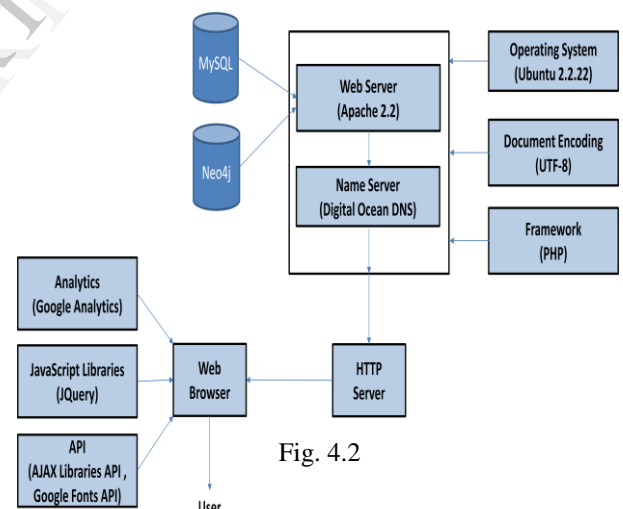 MySQL
Neo4j
Web Server
(Apache 2.2)
Name Server
(Digital Ocean DNS)
Operating System
(Ubuntu 2.2.22)
Document Encoding
(UTF-8)
Framework
(PHP)
Analytics
(Google Analytics)
JavaScript Libraries
(JQuery)
API
(AJAX Libraries API ,
Google Fonts API)
Web
Browser
HTTP
Server
User
Fig. 4.2